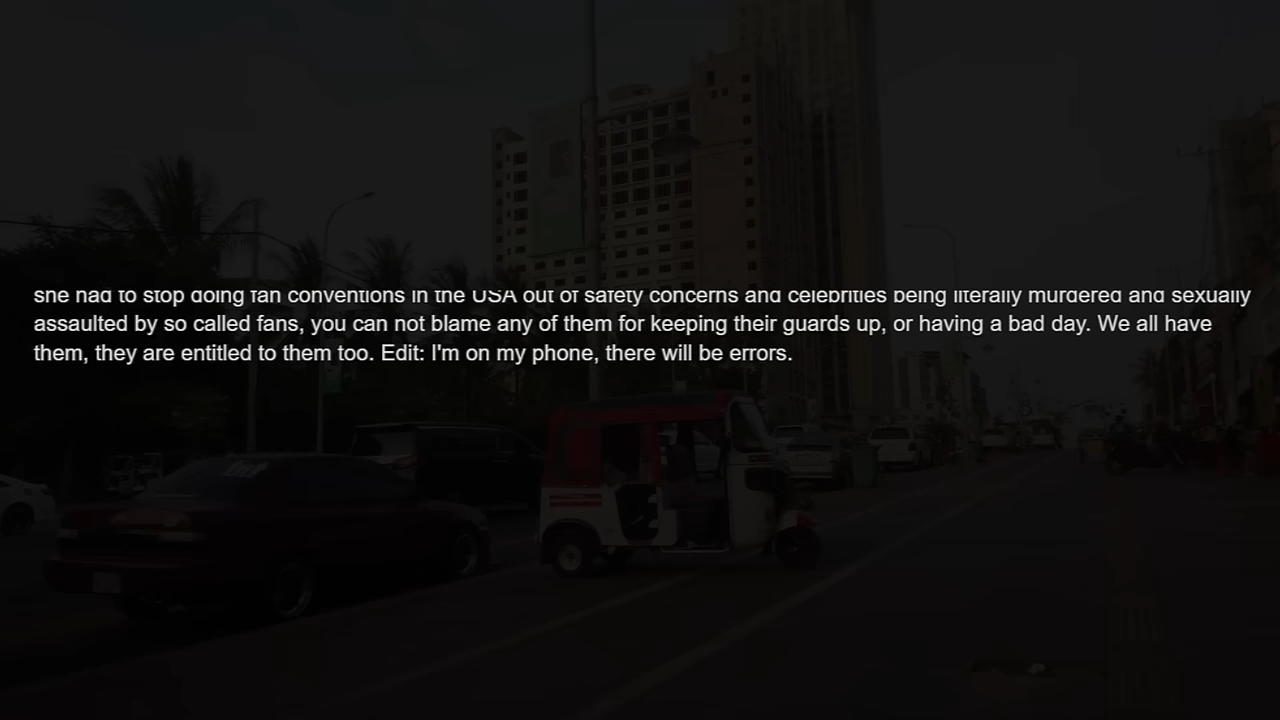 she had to stop doing fan conventions in the USA out of safety concerns and celebrities being literally murdered and sexually
assaulted by so called fans, you can not blame any of them for keeping their guards up, or having a bad day. We all have
them, they are entitled to them too. Edit: I'm on my phone, there will be errors.